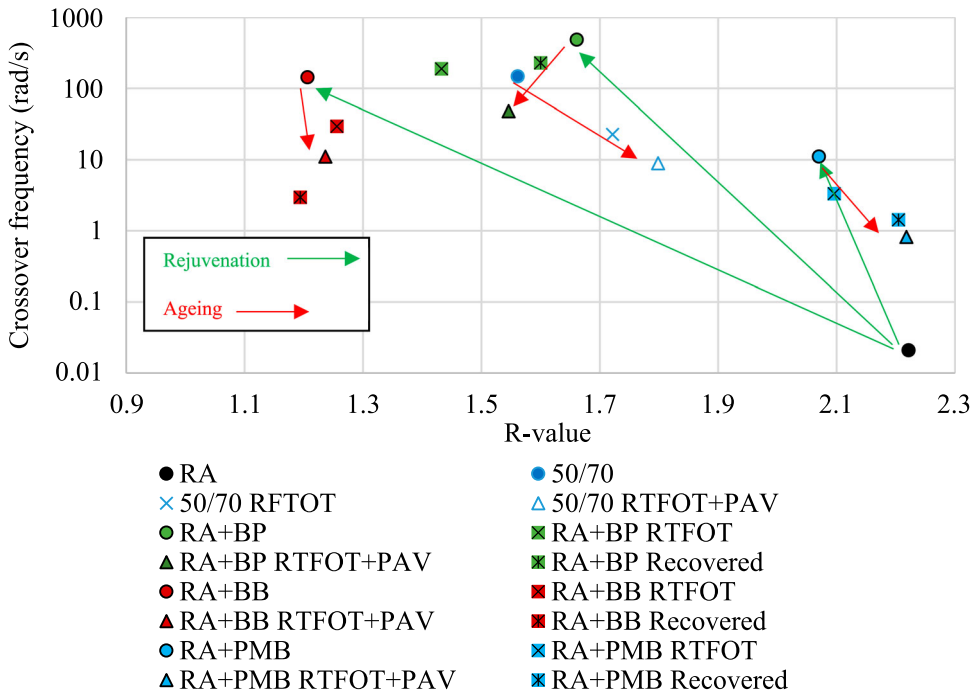 1000
100
10
1
0.1
0.01
Crossover frequency (rad/s)
Rejuvenation
Ageing
0.9 1.1 1.3 1.5 1.7 1.9 2.1 2.3
R-value
RA 50/70
50/70 RFTOT 50/70 RTFOT+PAV
RA+BP RA+BP RTFOT
RA+BP RTFOT+PAV RA+BP Recovered
RA+BB RA+BB RTFOT
RA+BB RTFOT+PAV RA+BB Recovered
RA+PMB RA+PMB RTFOT
RA+PMB RTFOT+PAV RA+PMB Recovered